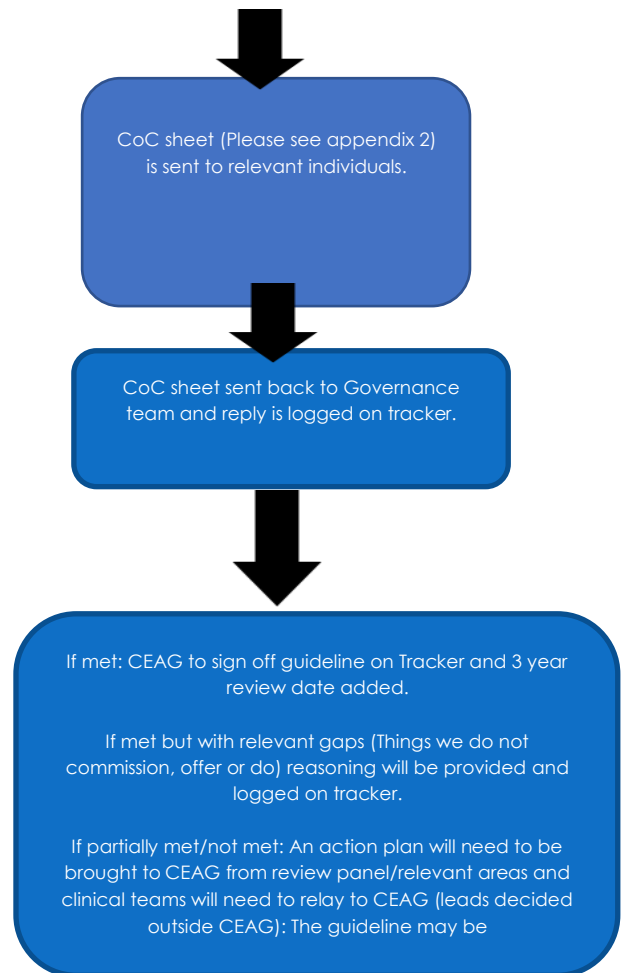 CoC sheet (Please see appendix 2)
is sent to relevant individuals.
CoC sheet sent back to Governance
team and reply is logged on tracker.
If met: CEAG to sign off guideline on Tracker and 3 year
review date added.
If met but with relevant gaps (Things we do not
commission, offer or do) reasoning will be provided and
logged on tracker.
If partially met/not met: An action plan will need to be
brought to CEAG from review panel/relevant areas and
clinical teams will need to relay to CEAG (leads decided
outside CEAG): The guideline may be